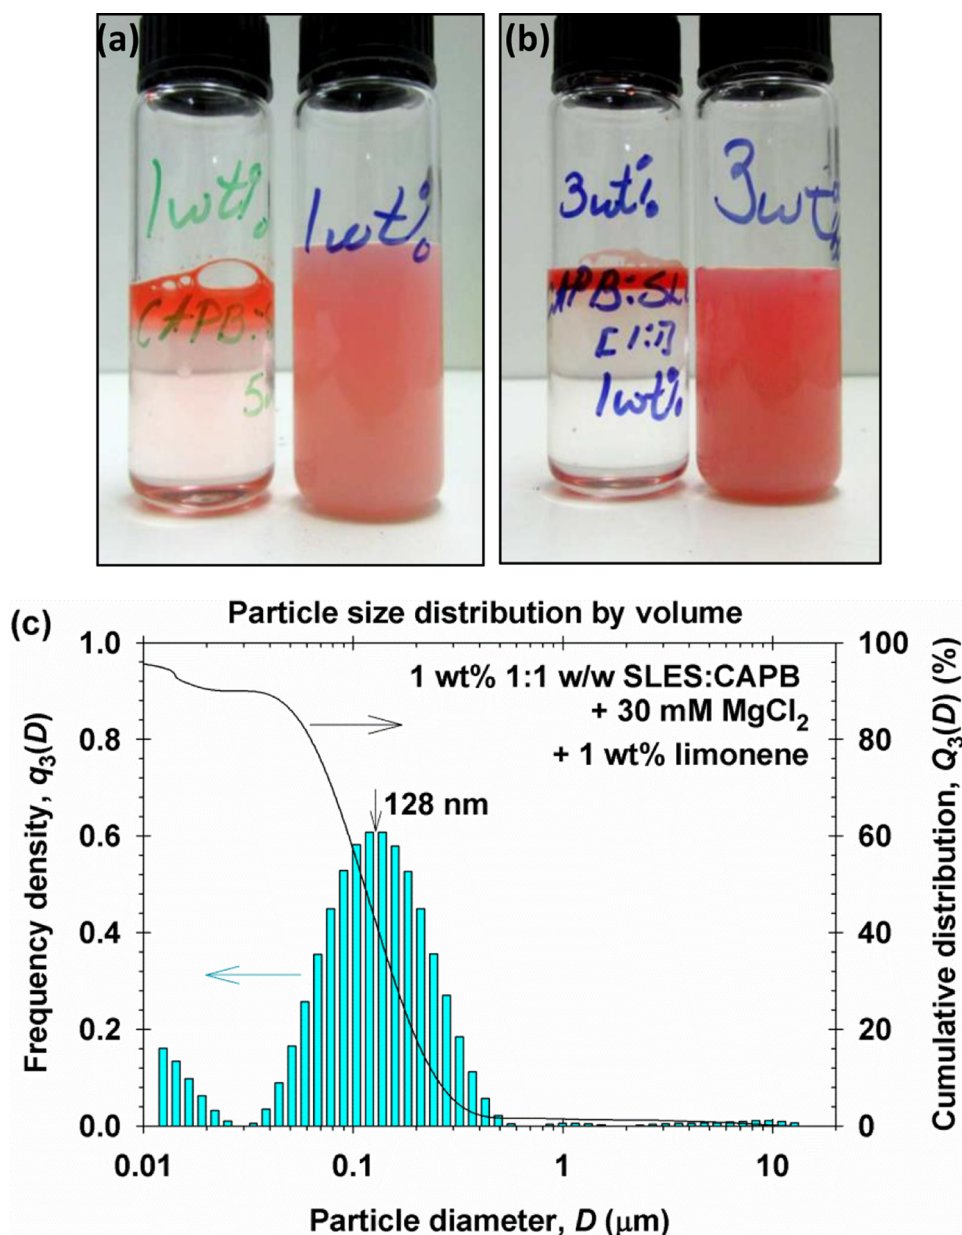 (a)
1wt%
CAPB:S
5
1wt%
(b)
3wt%
CAPB:SL
[1:1]
1wt%
3wt%
(c)
Particle size distribution by volume
1 wt% 1:1 w/w SLES:CAPB
+ 30 mM MgCl2
+ 1 wt% limonene
128 nm
Frequency density, q3(D)
1.0
0.8
0.6
0.4
0.2
0.0
Cumulative distribution, Q3(D) (%)
100
80
60
40
20
0
0.01
0.1
1
10
Particle diameter, D (μm)